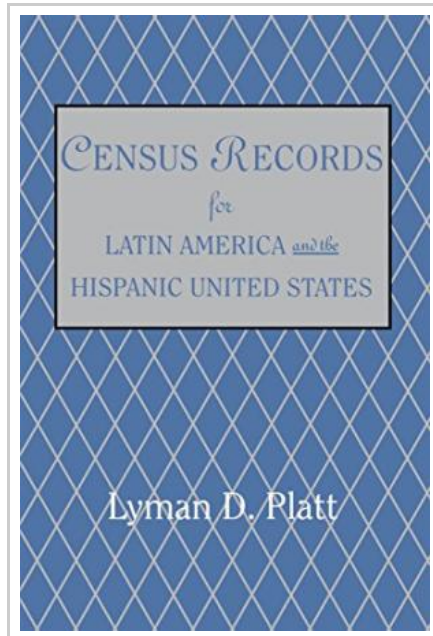 CENSUS RECORDS
for
LATIN AMERICA and the
HISPANIC UNITED STATES
Lyman D. Platt